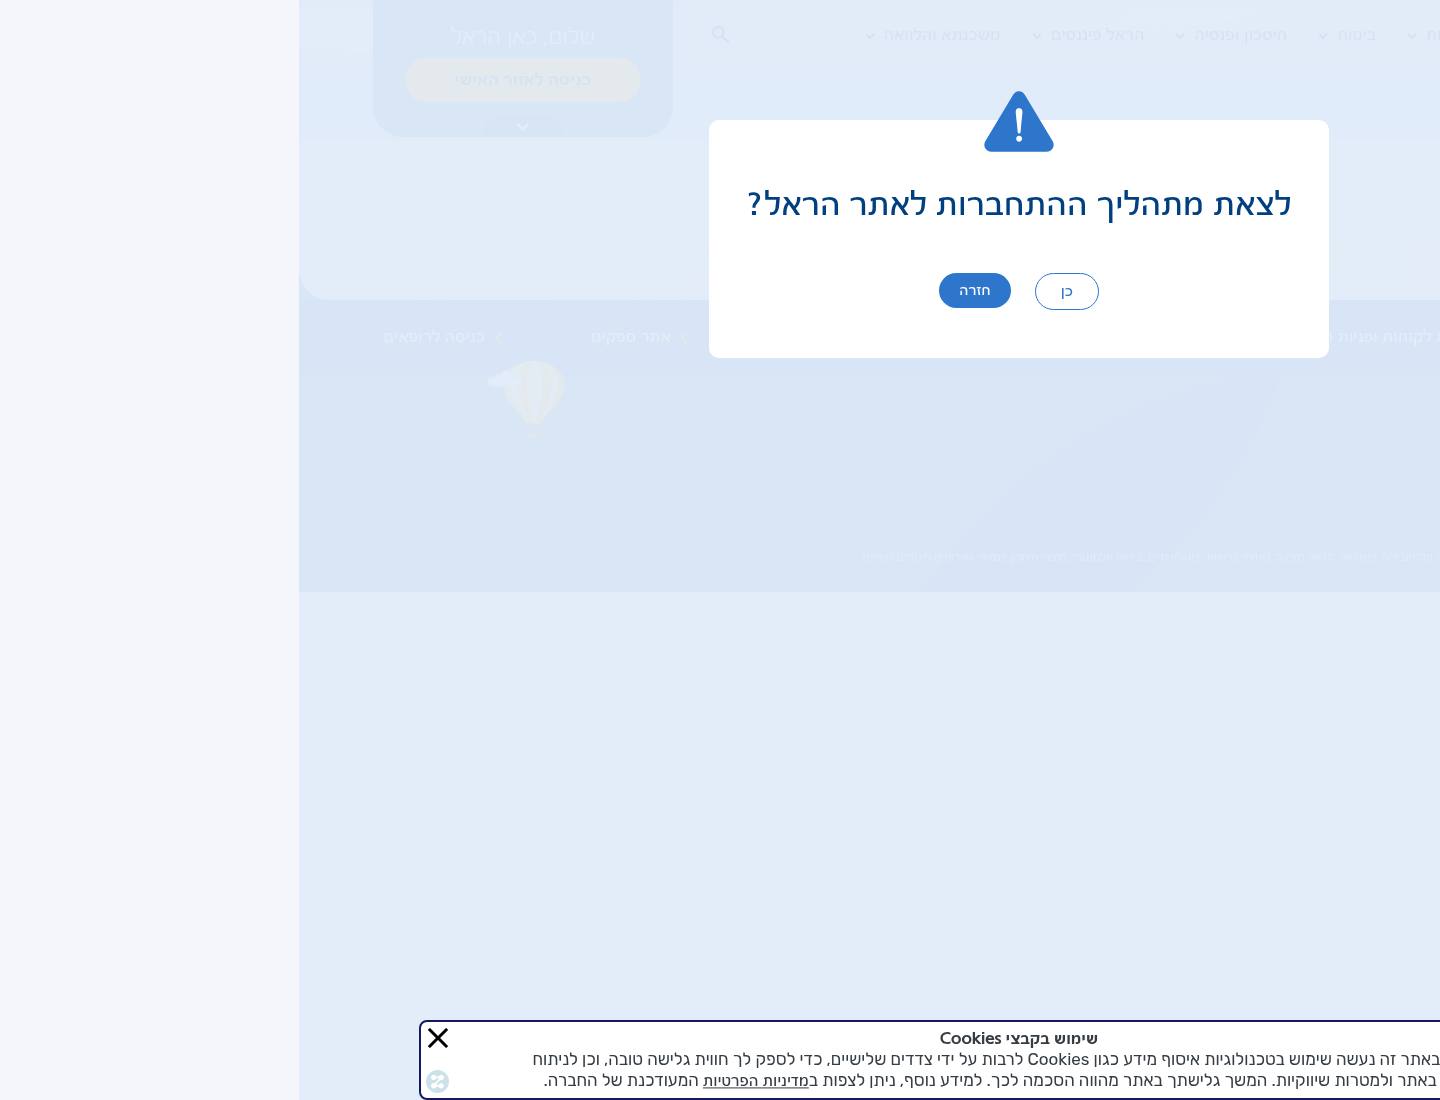 שלום, כאן הראל
כניסה לאזור האישי
ביטוח
חיסכון ופנסיה
הראל פיננסים
משכנתא והלוואה
לצאת מתהליך ההתחברות לאתר הראל?
כן
חזרה
לקוחות ופניות
אתר ספקים
כניסה לרופאים
שימוש בקבצי Cookies
באתר זה נעשה שימוש בטכנולוגיות איסוף מידע כגון Cookies לרבות על ידי צדדים שלישיים, כדי לספק לך חווית גלישה טובה, וכן לניתוח
באתר ולמטרות שיווקיות. המשך גלישתך באתר מהווה הסכמה לכך. למידע נוסף, ניתן לצפות במדיניות הפרטיות המעודכנת של החברה.